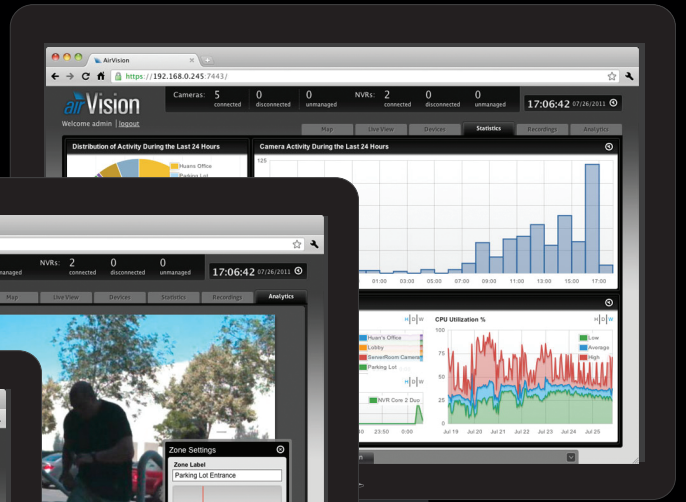 AirVision
https://192.168.0.245:7443/
airVision
Cameras: 5 0 0 NVRs: 2 0 0
connected disconnected unmanaged connected disconnected unmanaged
17:06:42 07/26/2011
Welcome admin | logout
Map Live View Devices Statistics Recordings Analytics
Distribution of Activity During the Last 24 Hours
Huans Office
Parking Lot
Camera Activity During the Last 24 Hours
125
01:00 03:00 05:00 07:00 09:00 11:00 13:00 15:00 17:00
NVRs: 2 0 0
managed connected disconnected unmanaged
17:06:42 07/26/2011
Map Live View Devices Statistics Recordings Analytics
H D W
Huan's Office
Lobby
ServerRoom Camera
Parking Lot
H D W
NVR Core 2 Duo
23:50 0:00
CPU Utilization %
H D W
100
75
50
25
0
Low
Average
High
Jul 19 Jul 20 Jul 21 Jul 22 Jul 23 Jul 24 Jul 25
Zone Settings
Zone Label
Parking Lot Entrance